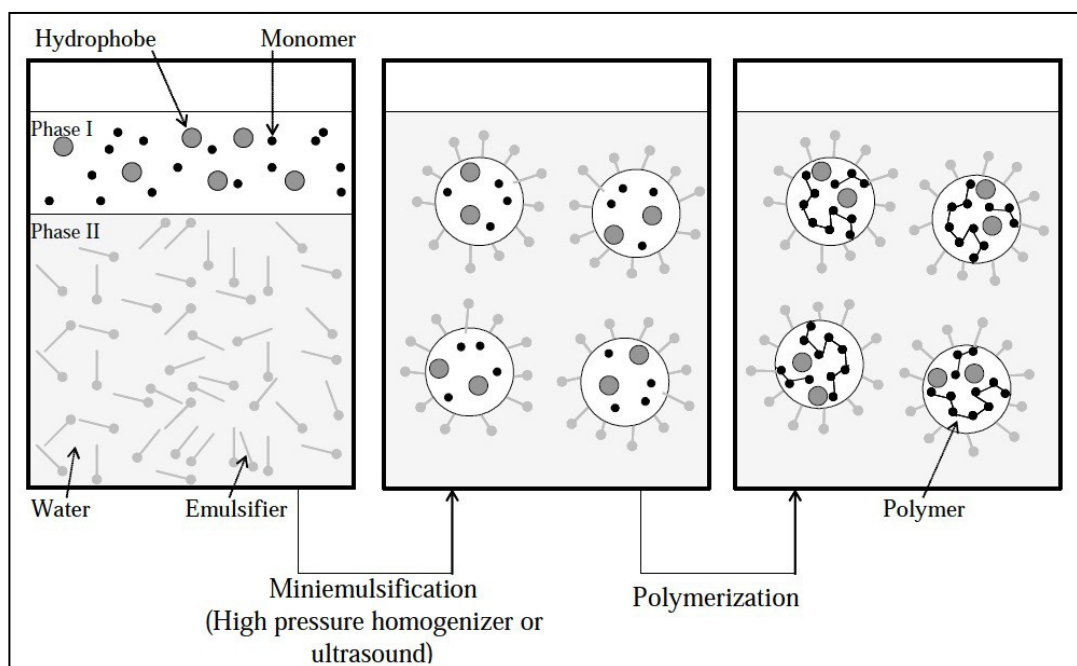 Hydrophobe
Monomer
Phase I
Phase II
Water
Emulsifier
Polymer
Miniemulsification
(High pressure homogenizer or
ultrasound)
Polymerization